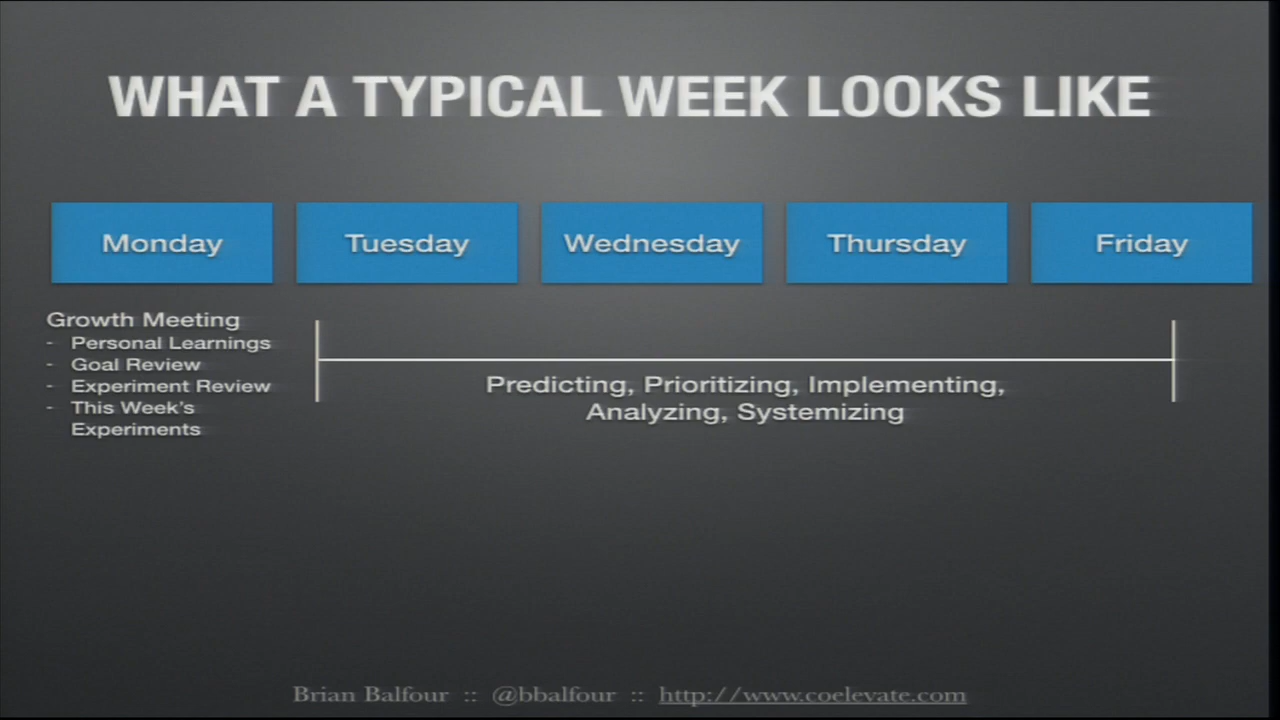 WHAT A TYPICAL WEEK LOOKS LIKE
Monday
Tuesday
Wednesday
Thursday
Friday
Growth Meeting
- Personal Learnings
- Goal Review
- Experiment Review
- This Week's
Experiments
Predicting, Prioritizing, Implementing,
Analyzing, Systemizing
Brian Balfour :: @bbalfour :: http://www.coelevate.com